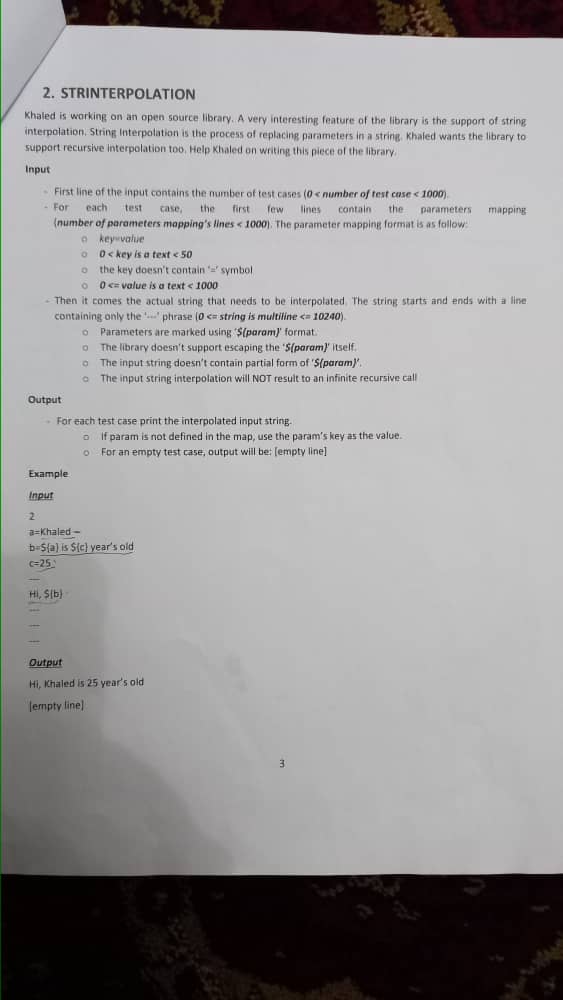 2. STRINTERPOLATION
Khaled is working on an open source library. A very interesting feature of the library is the support of string
interpolation. String Interpolation is the process of replacing parameters in a string. Khaled wants the library to
support recursive interpolation too. Help Khaled on writing this piece of the library.
Input
- First line of the input contains the number of test cases (0 < number of test case < 1000).
- For each test case, the first few lines contain the parameters mapping
(number of parameters mapping's lines < 1000). The parameter mapping format is as follow:
o key=value
o 0 < key is a text < 50
o the key doesn't contain '=' symbol
o 0 <= value is a text < 1000
- Then it comes the actual string that needs to be interpolated. The string starts and ends with a line
containing only the '---' phrase (0 <= string is multiline <= 10240).
o Parameters are marked using '${param}' format.
o The library doesn't support escaping the '${param}' itself.
o The input string doesn't contain partial form of '${param}'.
o The input string interpolation will NOT result to an infinite recursive call
Output
- For each test case print the interpolated input string.
o If param is not defined in the map, use the param's key as the value.
o For an empty test case, output will be: [empty line]
Example
Input
2
a=Khaled
b=${a} is ${c} year's old
c=25
---
Hi, ${b}
---
---
---
Output
Hi, Khaled is 25 year's old
[empty line]
3